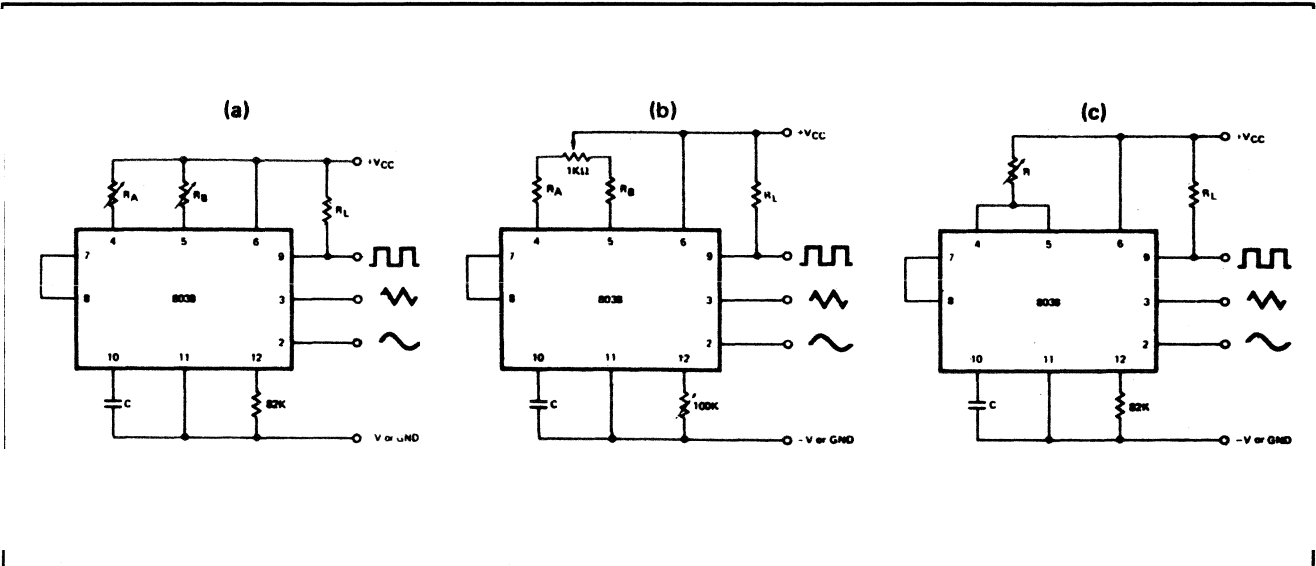 (a)
+VCC
RA
RB
RL
4
5
6
7
8
8038
9
3
2
10
11
12
C
82K
V or GND
(b)
+VCC
1KΩ
RA
RB
RL
4
5
6
7
8
8038
9
3
2
10
11
12
C
100K
-V or GND
(c)
+VCC
R
RL
4
5
6
7
8
8038
9
3
2
10
11
12
C
82K
-V or GND